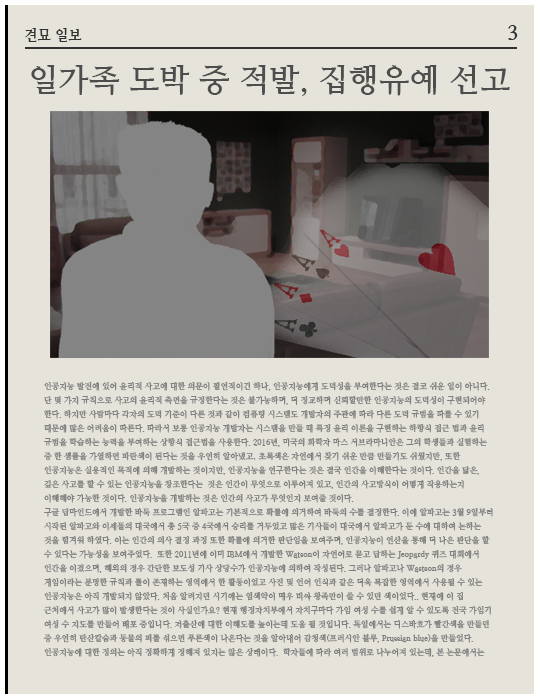 견묘 일보
3
일가족 도박 중 적발, 집행유예 선고
인공지능 발전에 있어 윤리적 사고에 대한 의문이 필연적이긴 하나, 인공지능에게 도덕성을 부여한다는 것은 결코 쉬운 일이 아니다.
단 몇 가지 규칙으로 사고의 윤리적 측면을 규정한다는 것은 불가능하며, 더 정교하며 신뢰할만한 인공지능의 도덕성이 구현되어야
한다. 하지만 사람마다 각자의 도덕 기준이 다른 것과 같이 컴퓨팅 시스템도 개발자의 주관에 따라 다른 도덕 규범을 따를 수 있기
때문에 많은 어려움이 따른다. 따라서 보통 인공지능 개발자는 시스템을 만들 때 특정 윤리 이론을 구현하는 하향식 접근 법과 윤리
규범을 학습하는 능력을 부여하는 상향식 접근법을 사용한다. 2016년, 미국의 화학자 마스 서브라마니안은 그의 학생들과 실험하는
중 한 샘플을 가열하면 파란색이 된다는 것을 우연히 알아냈고. 초록색은 자연에서 찾기 쉬운 만큼 만들기도 쉬웠지만, 또한
인공지능은 실용적인 목적에 의해 개발하는 것이지만, 인공지능을 연구한다는 것은 결국 인간을 이해한다는 것이다. 인간을 닮은,
깊은 사고를 할 수 있는 인공지능을 창조한다는 것은 인간이 무엇으로 이루어져 있고, 인간의 사고방식이 어떻게 작용하는지
이해해야 가능한 것이다. 인공지능을 개발하는 것은 인간의 사고가 무엇인지 보여줄 것이다.
구글 딥마인드에서 개발한 바둑 프로그램인 알파고는 기본적으로 확률에 의거하여 바둑의 수를 결정한다. 이에 알파고는 3월 9일부터
시작된 알파고와 이세돌의 대국에서 총 5국 중 4국에서 승리를 거두었고 많은 기사들이 대국에서 알파고가 둔 수에 대하여 논하는
것을 힘겨워 하였다. 이는 인간의 의사 결정 과정 또한 확률에 의거한 판단임을 보여주며, 인공지능이 연산을 통해 더 나은 판단을 할
수 있다는 가능성을 보여주었다. 또한 2011년에 이미 IBM에서 개발한 Watson이 자연어로 묻고 답하는 Jeopardy 퀴즈 대회에서
인간을 이겼으며, 해외의 경우 간단한 보도성 기사 상당수가 인공지능에 의하여 작성된다. 그러나 알파고나 Watson의 경우
게임이라는 분명한 규칙과 틀이 존재하는 영역에서 한 활동이었고 사진 및 언어 인식과 같은 더욱 복잡한 영역에서 사용될 수 있는
인공지능은 아직 개발되지 않았다. 처음 알려지던 시기에는 염색약이 매우 비싸 왕족만이 쓸 수 있던 색이었다.. 현재에 이 집
근처에서 사고가 많이 발생한다는 것이 사실인가요? 현재 행정자치부에서 자치구마다 가임 여성 수를 쉽게 알 수 있도록 전국 가임기
여성 수 지도를 만들어 배포 중입니다. 저출산에 대한 이해도를 높이는데 도움 될 것입니다. 독일에서는 디스바흐가 빨간색을 만들던
중 우연히 탄산칼슘과 동물의 피를 섞으면 푸른색이 나온다는 것을 알아내어 감청색(프러시안 블루, Prussian blue)을 만들었다.
인공지능에 대한 정의는 아직 정확하게 정해져 있지는 않은 상태이다. 학자들에 따라 여러 범위로 나누어져 있는데, 본 논문에서는